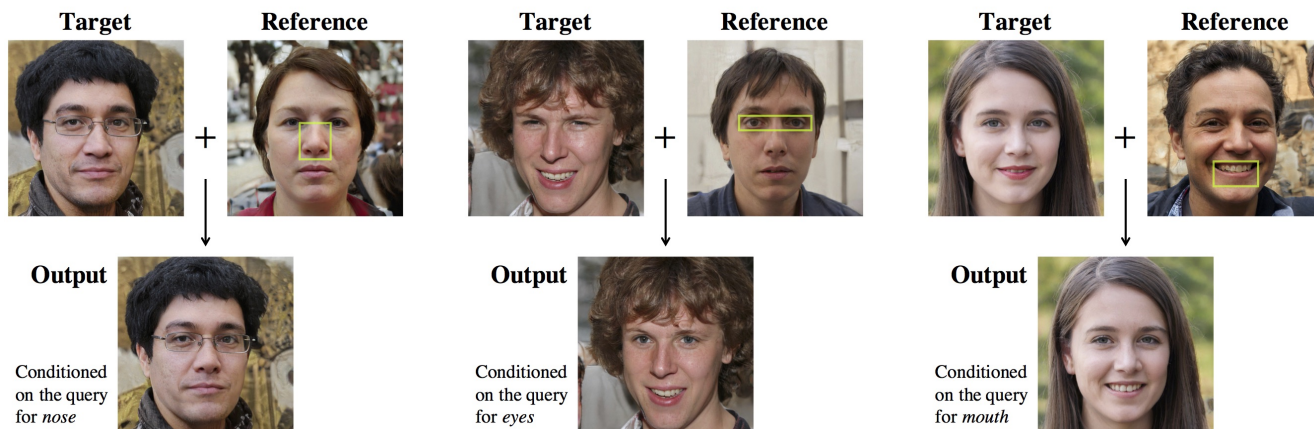 Target
Reference
Target
Reference
Target
Reference
+
+
+
Output
Output
Output
Conditioned
on the query
for nose
Conditioned
on the query
for eyes
Conditioned
on the query
for mouth